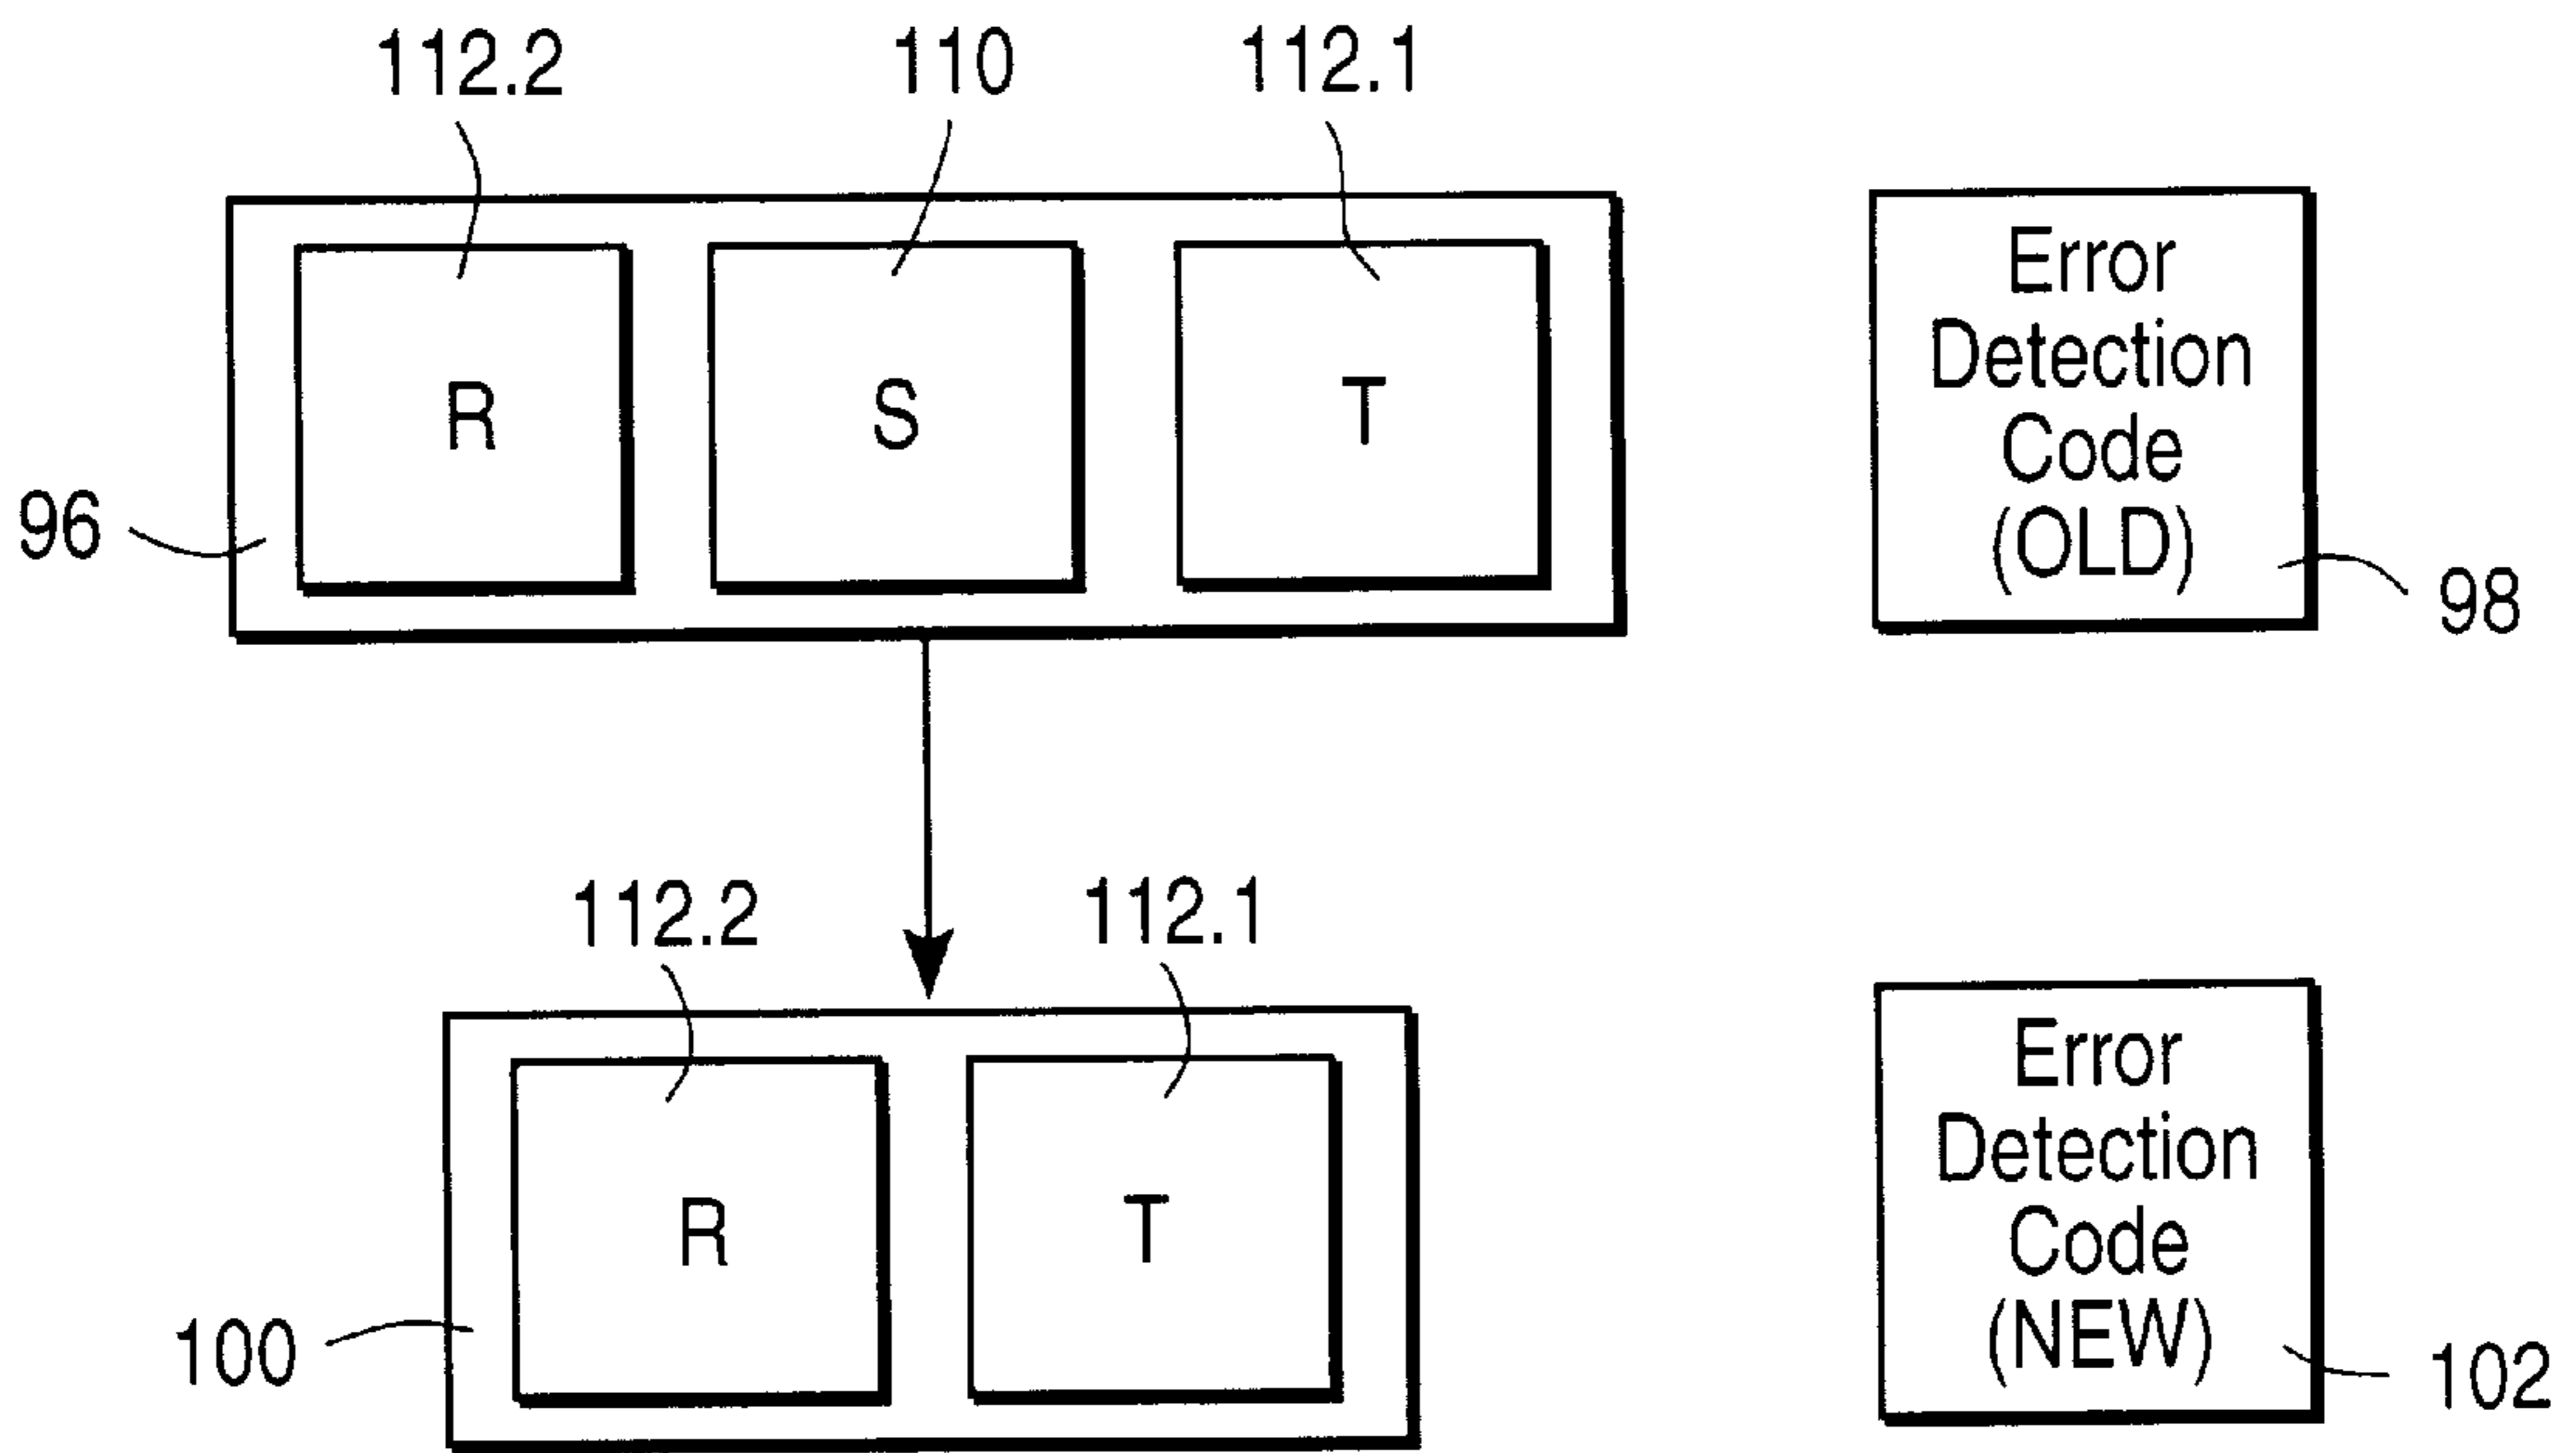 112.2 110 112.1
R S T
Error
Detection
Code
(OLD)
96
98
112.2 112.1
R T
Error
Detection
Code
(NEW)
100
102